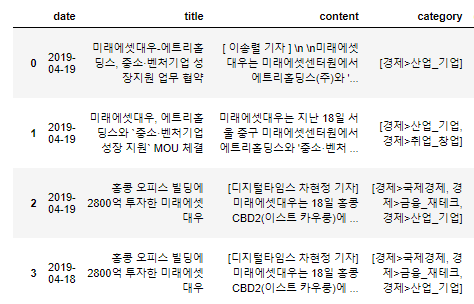 date title content category
0 2019-04-19 미래에셋대우-에트리홀딩스, 중소·벤처기업 성장지원 업무 협약 [ 이송렬 기자 ] \n \n미래에셋대우는 미래에셋센터원에서 에트리홀딩스(주)와 '... [경제>산업_기업]
1 2019-04-19 미래에셋대우, 에트리홀딩스와 `중소·벤처기업 성장 지원` MOU 체결 미래에셋대우는 지난 18일 서울 중구 미래에셋센터원에서 에트리홀딩스와 '중소·벤처 ... [경제>산업_기업, 경제>취업_창업]
2 2019-04-19 홍콩 오피스 빌딩에 2800억 투자한 미래에셋대우 [디지털타임스 차현정 기자] 미래에셋대우는 18일 홍콩 CBD2(이스트 카우룽)에 ... [경제>국제경제, 경제>금융_재테크, 경제>산업_기업]
3 2019-04-18 홍콩 오피스 빌딩에 2800억 투자한 미래에셋대우 [디지털타임스 차현정 기자] 미래에셋대우는 18일 홍콩 CBD2(이스트 카우룽)에 ... [경제>국제경제, 경제>금융_재테크, 경제>산업_기업]